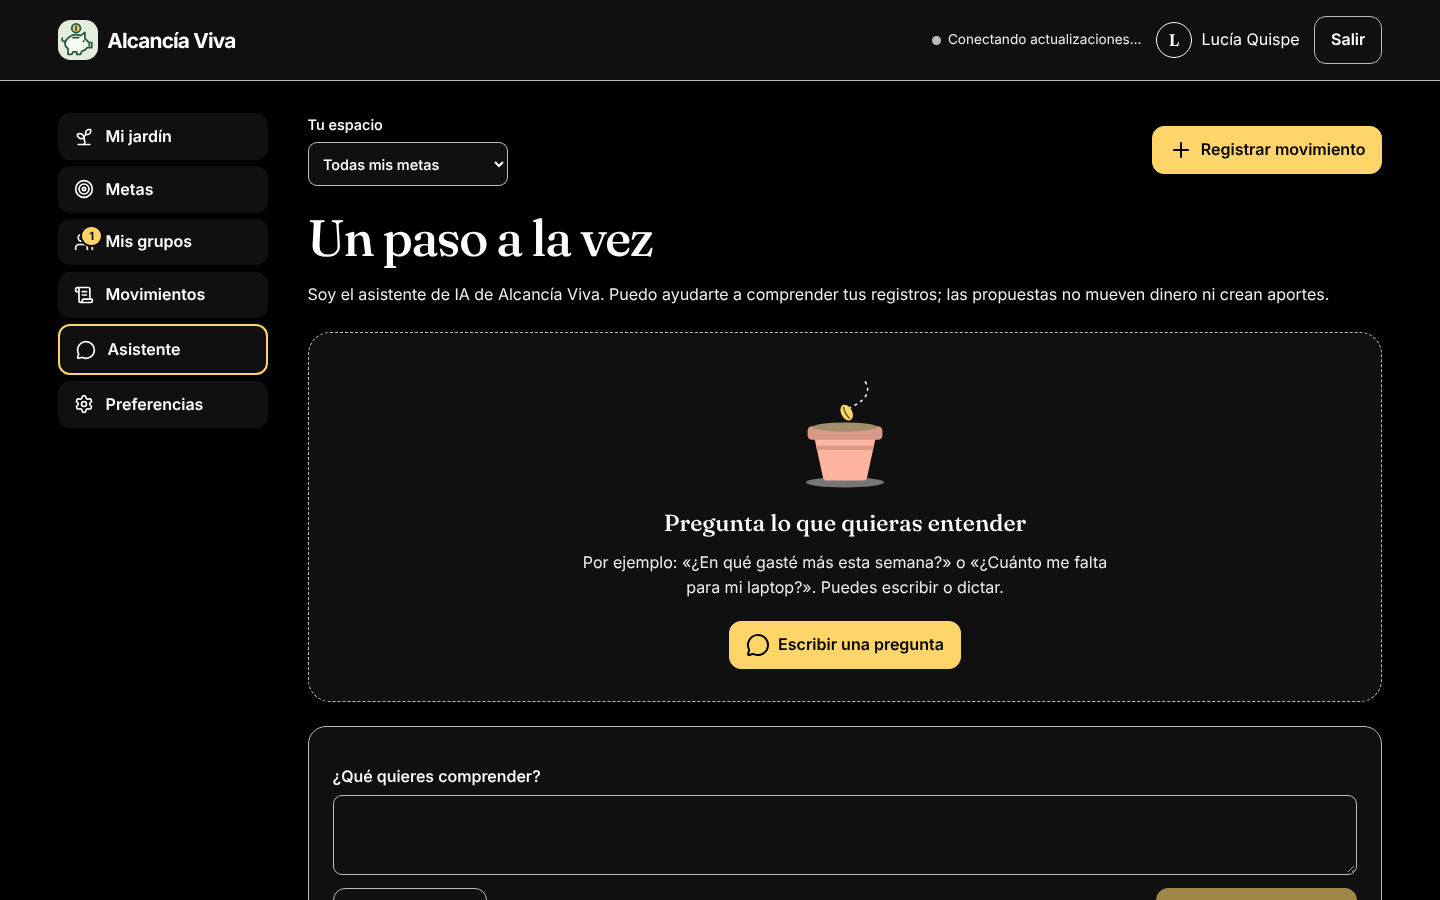 Alcancía Viva
Conectando actualizaciones...
L
Lucía Quispe
Salir
Mi jardín
Metas
1
Mis grupos
Movimientos
Asistente
Preferencias
Tu espacio
Todas mis metas
Registrar movimiento
Un paso a la vez
Soy el asistente de IA de Alcancía Viva. Puedo ayudarte a comprender tus registros; las propuestas no mueven dinero ni crean aportes.
Pregunta lo que quieras entender
Por ejemplo: «¿En qué gasté más esta semana?» o «¿Cuánto me falta
para mi laptop?». Puedes escribir o dictar.
Escribir una pregunta
¿Qué quieres comprender?